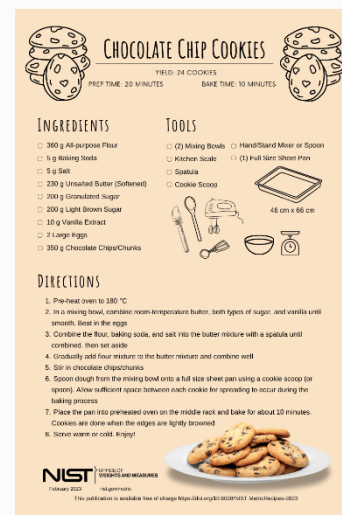 CHOCOLATE CHIP COOKIES
YIELD: 24 COOKIES
PREP TIME: 20 MINUTES BAKE TIME: 10 MINUTES
INGREDIENTS
360 g All-purpose Flour
5 g Baking Soda
5 g Salt
230 g Unsalted Butter (Softened)
200 g Granulated Sugar
200 g Light Brown Sugar
10 g Vanilla Extract
2 Large Eggs
350 g Chocolate Chips/Chunks
TOOLS
(2) Mixing Bowls Hand/Stand Mixer or Spoon
Kitchen Scale (1) Full Size Sheet Pan
Spatula
Cookie Scoop
46 cm x 66 cm
DIRECTIONS
1. Pre-heat oven to 180 °C
2. In a mixing bowl, combine room-temperature butter, both types of sugar, and vanilla until
smooth. Beat in the eggs
3. Combine the flour, baking soda, and salt into the butter mixture with a spatula until
combined, then set aside
4. Gradually add flour mixture to the butter mixture and combine well
5. Stir in chocolate chips/chunks
6. Spoon dough from the mixing bowl onto a full size sheet pan using a cookie scoop (or
spoon). Allow sufficient space between each cookie for spreading to occur during the
baking process
7. Place the pan into preheated oven on the middle rack and bake for about 10 minutes.
Cookies are done when the edges are lightly browned
8. Serve warm or cold. Enjoy!
NIST OFFICE OF
WEIGHTS AND MEASURES
February 2023 nist.gov/metric
This publication is available free of charge https://doi.org/10.6028/NIST.MetricRecipes-2023